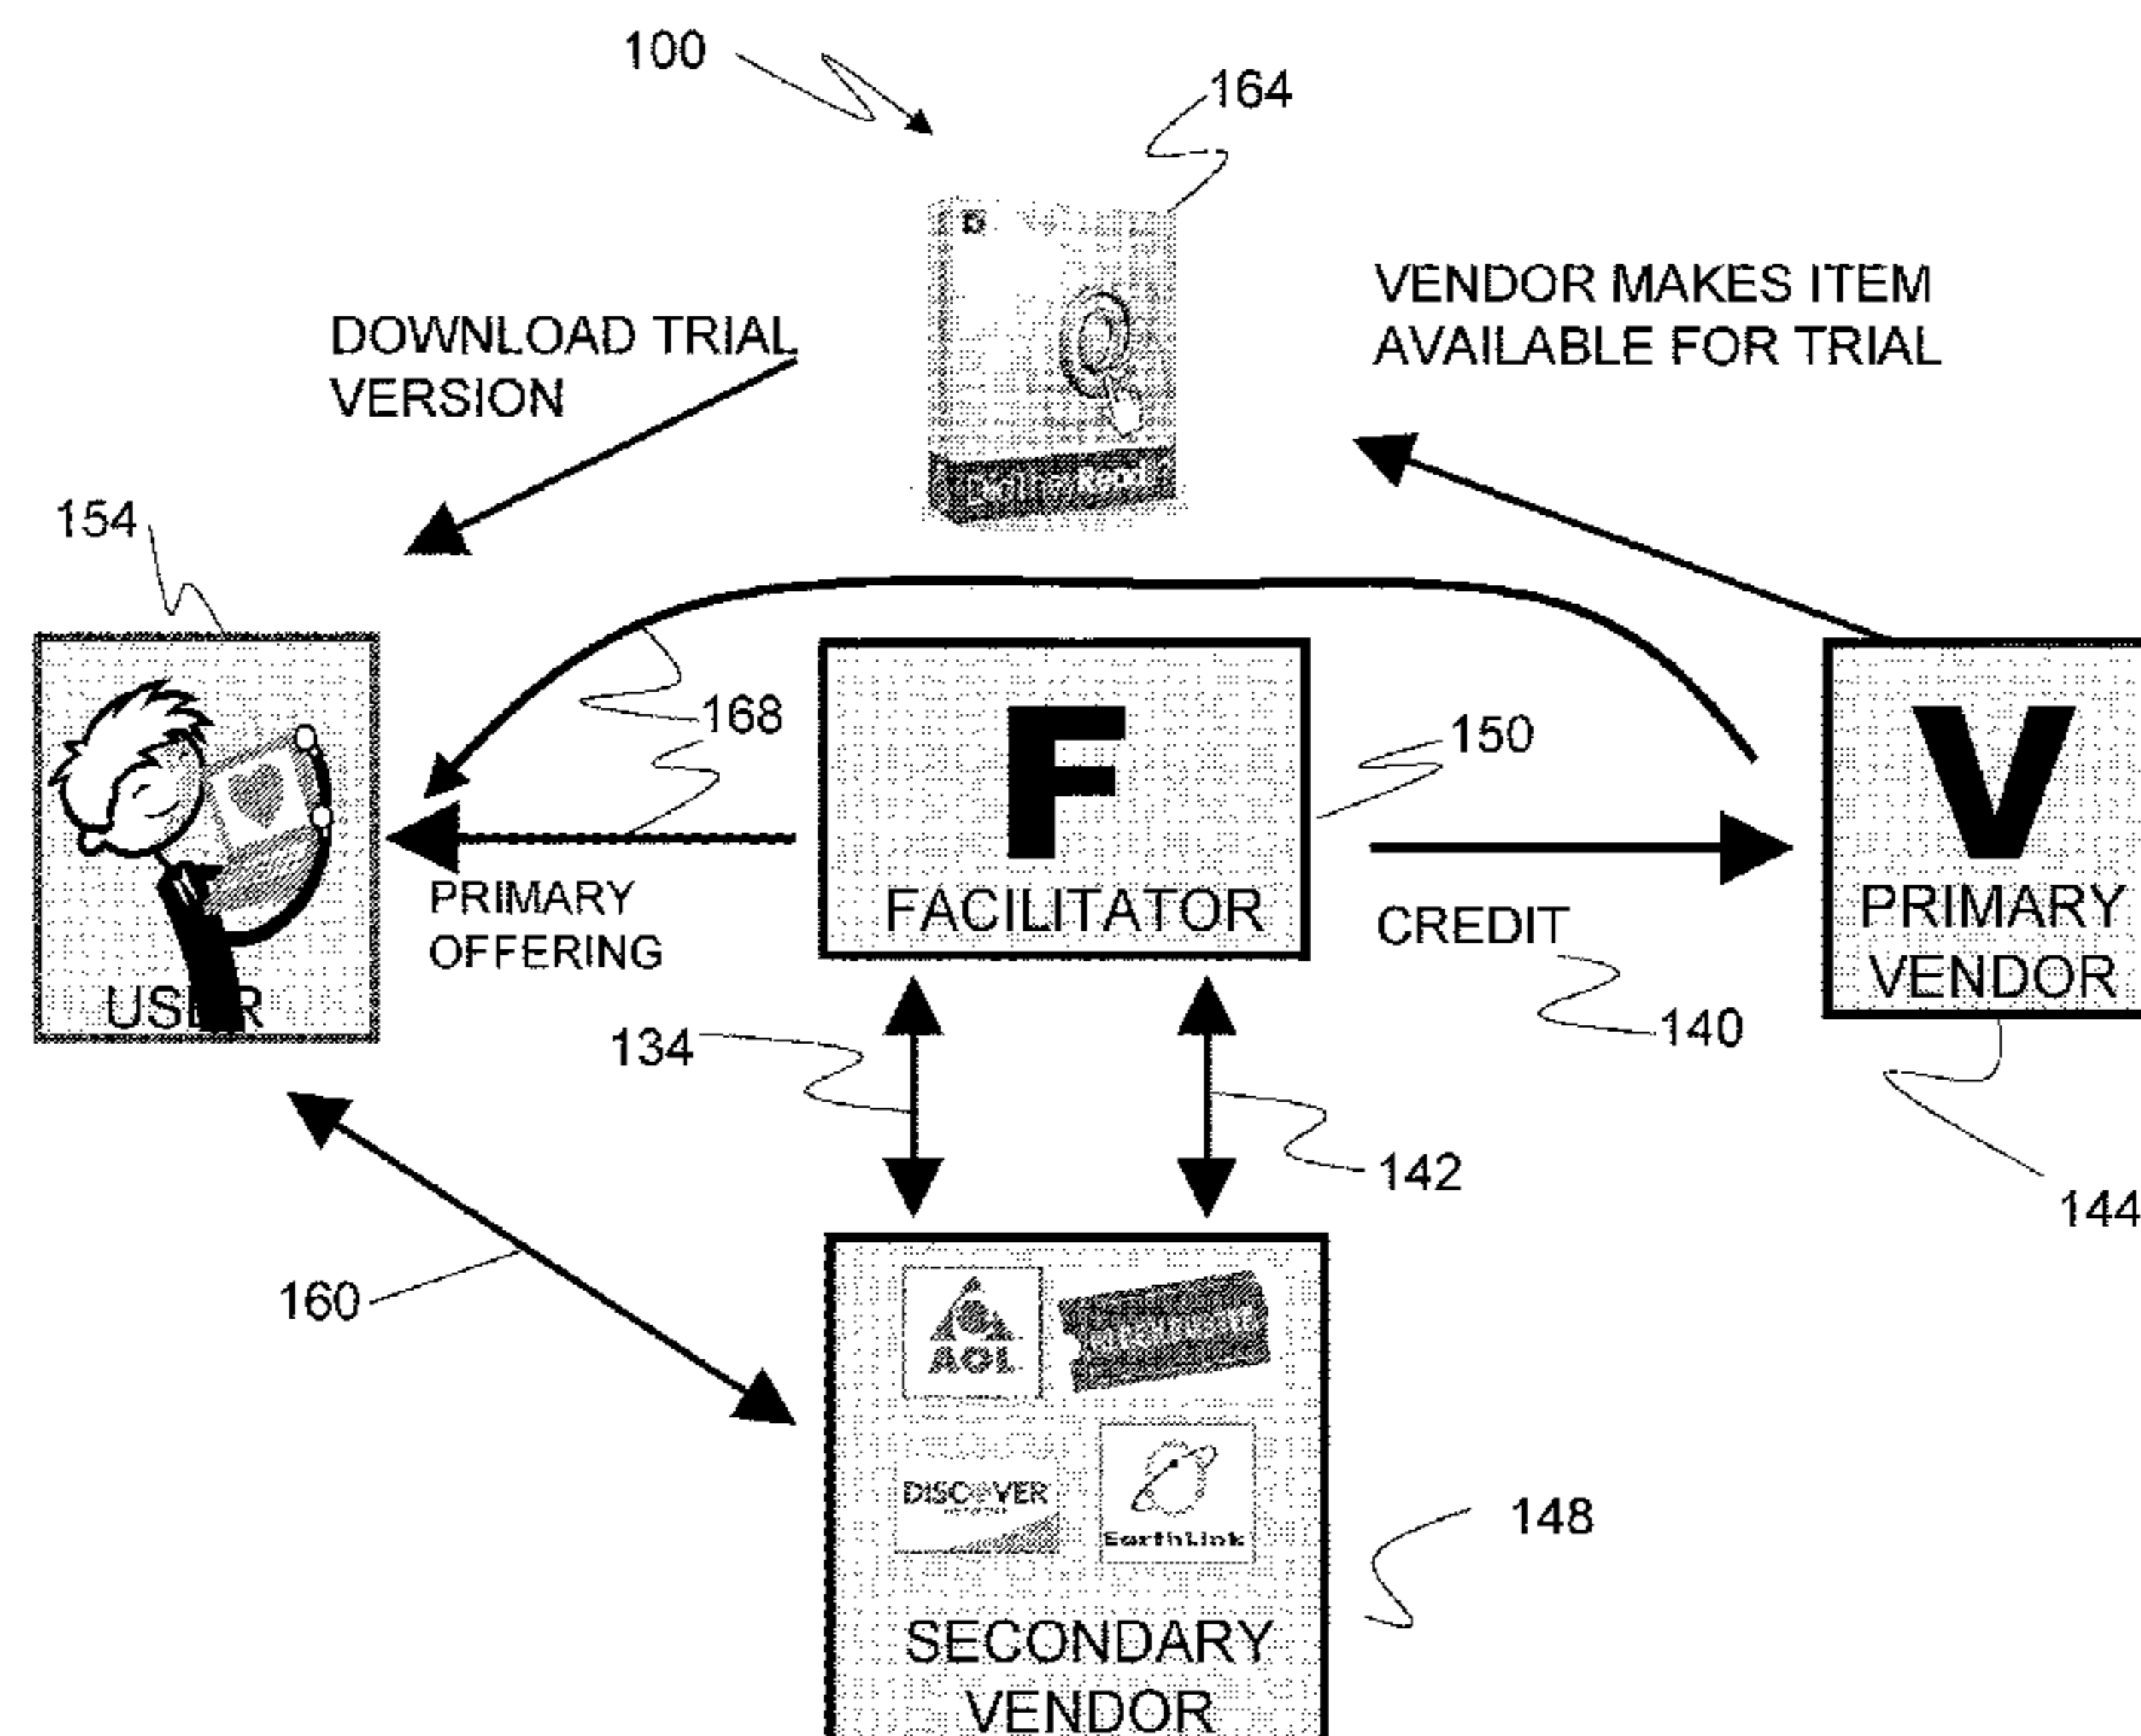 100
164
VENDOR MAKES ITEM
AVAILABLE FOR TRIAL
DOWNLOAD TRIAL
VERSION
154
168
150
F
FACILITATOR
V
PRIMARY
VENDOR
PRIMARY
OFFERING
CREDIT
USER
140
134
142
144
160
AOL
DISCOVER
EarthLink
148
SECONDARY
VENDOR